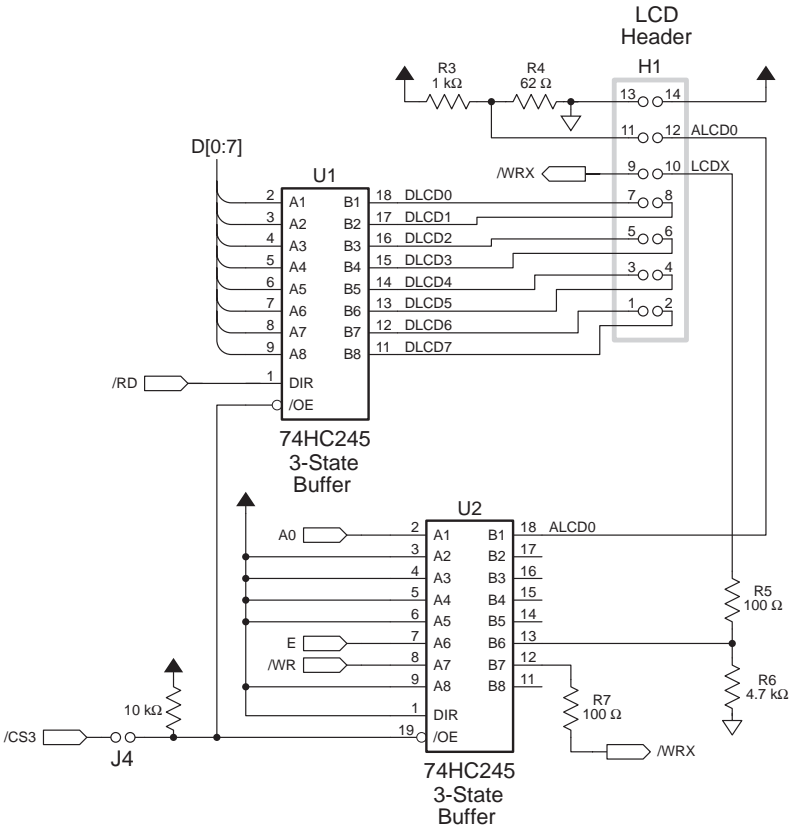 LCD
Header
H1
R3
1 kΩ
R4
62 Ω
13 14
11 12 ALCD0
/WRX 9 10 LCDX
D[0:7]
U1
2 A1 B1 18 DLCD0 7 8
3 A2 B2 17 DLCD1
4 A3 B3 16 DLCD2 5 6
5 A4 B4 15 DLCD3
6 A5 B5 14 DLCD4 3 4
7 A6 B6 13 DLCD5
8 A7 B7 12 DLCD6 1 2
9 A8 B8 11 DLCD7
/RD 1 DIR
/OE
74HC245
3-State
Buffer
U2
A0 2 A1 B1 18 ALCD0
3 A2 B2 17
4 A3 B3 16
5 A4 B4 15
6 A5 B5 14
E 7 A6 B6 13
/WR 8 A7 B7 12
9 A8 B8 11
1 DIR
19 /OE
R5
100 Ω
R6
4.7 kΩ
R7
100 Ω
/WRX
10 kΩ
/CS3
J4
74HC245
3-State
Buffer